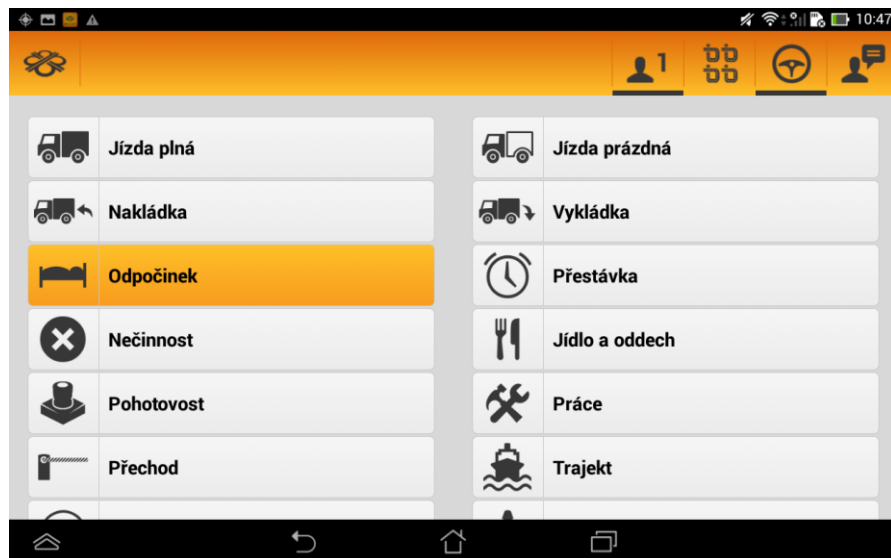 10:47
1
Jízda plná
Jízda prázdná
Nakládka
Vykládka
Odpočinek
Přestávka
Nečinnost
Jídlo a oddech
Pohotovost
Práce
Přechod
Trajekt